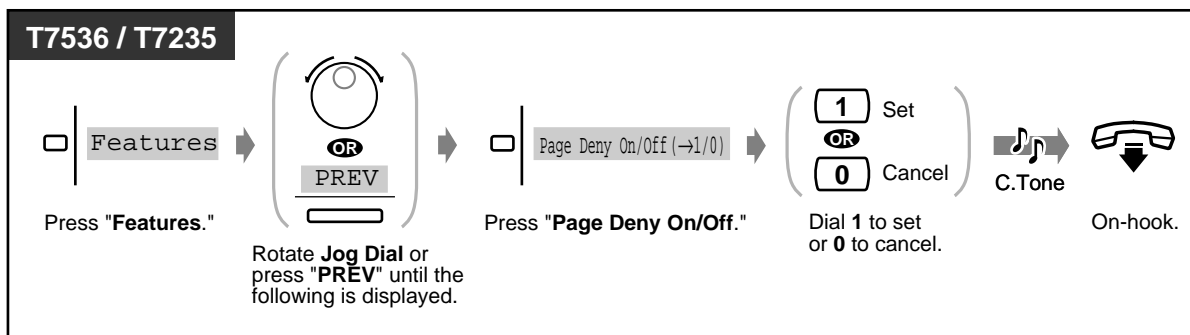 T7536 / T7235
Features
Press "Features."
OR
PREV
Rotate Jog Dial or
press "PREV" until the
following is displayed.
Page Deny On/Off (→1/0)
Press "Page Deny On/Off."
1 Set
OR
0 Cancel
Dial 1 to set
or 0 to cancel.
C.Tone
On-hook.